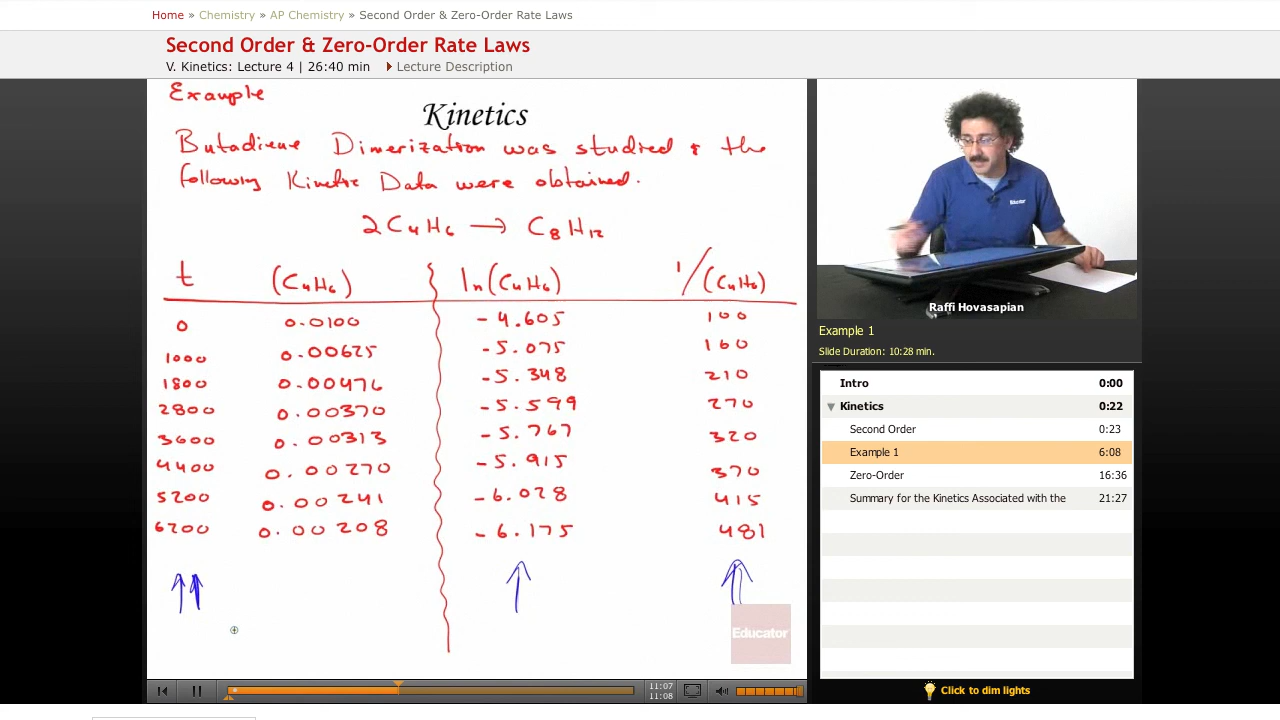 Home » Chemistry » AP Chemistry » Second Order & Zero-Order Rate Laws
Second Order & Zero-Order Rate Laws
V. Kinetics: Lecture 4 | 26:40 min Lecture Description
Example
Kinetics
Butadiene Dimerization was studied & the
following Kinetic Data were obtained.
2C4H6 → C8H12
t (C4H6) ln(C4H6) 1/(C4H6)
0 0.0100 -4.605 100
1000 0.00625 -5.075 160
1800 0.00476 -5.348 210
2800 0.00370 -5.599 270
3600 0.00313 -5.767 320
4400 0.00270 -5.915 370
5200 0.00241 -6.028 415
6200 0.00208 -6.175 481
Educator
11:07
11:08
Educator
Raffi Hovasapian
Example 1
Slide Duration: 10:28 min.
Intro 0:00
Kinetics 0:22
Second Order 0:23
Example 1 6:08
Zero-Order 16:36
Summary for the Kinetics Associated with the 21:27
Click to dim lights